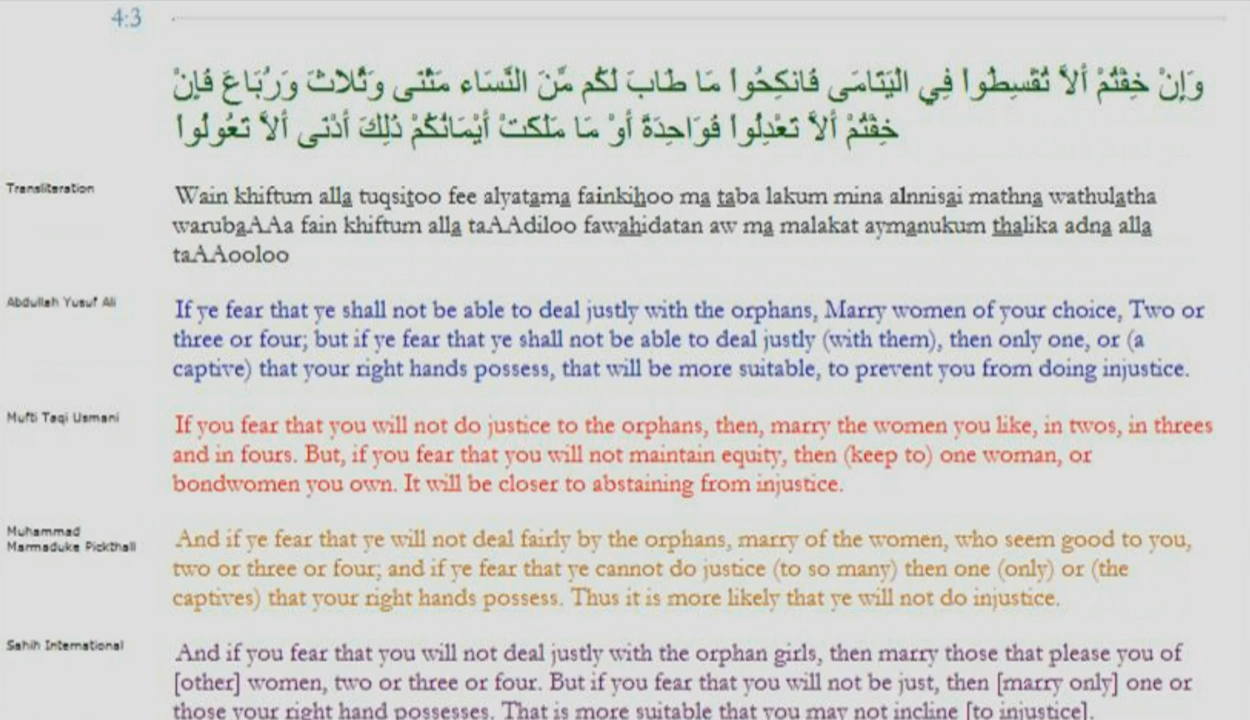 4:3
وَإِنْ خِفْتُمْ أَلاَّ تُقْسِطُواْ فِي الْيَتَامَى فَانكِحُواْ مَا طَابَ لَكُم مِّنَ النِّسَاء مَثْنَى وَثُلاَثَ وَرُبَاعَ فَإِنْ
خِفْتُمْ أَلاَّ تَعْدِلُواْ فَوَاحِدَةً أَوْ مَا مَلَكَتْ أَيْمَانُكُمْ ذَلِكَ أَدْنَى أَلاَّ تَعُولُواْ
Transliteration
Wain khiftum alla tuqsitoo fee alyatama fainkihoo ma taba lakum mina alnnisai mathna wathulatha
warubaAAa fain khiftum alla taAAdiloo fawahidatan aw ma malakat aymanukum thalika adna alla
taAAooloo
Abdullah Yusuf Ali
If ye fear that ye shall not be able to deal justly with the orphans, Marry women of your choice, Two or
three or four; but if ye fear that ye shall not be able to deal justly (with them), then only one, or (a
captive) that your right hands possess, that will be more suitable, to prevent you from doing injustice.
Mufti Taqi Usmani
If you fear that you will not do justice to the orphans, then, marry the women you like, in twos, in threes
and in fours. But, if you fear that you will not maintain equity, then (keep to) one woman, or
bondwomen you own. It will be closer to abstaining from injustice.
Muhammad
Marmaduke Pickthall
And if ye fear that ye will not deal fairly by the orphans, marry of the women, who seem good to you,
two or three or four; and if ye fear that ye cannot do justice (to so many) then one (only) or (the
captives) that your right hands possess. Thus it is more likely that ye will not do injustice.
Sahih International
And if you fear that you will not deal justly with the orphan girls, then marry those that please you of
[other] women, two or three or four. But if you fear that you will not be just, then [marry only] one or
those your right hand possesses. That is more suitable that you may not incline [to injustice].